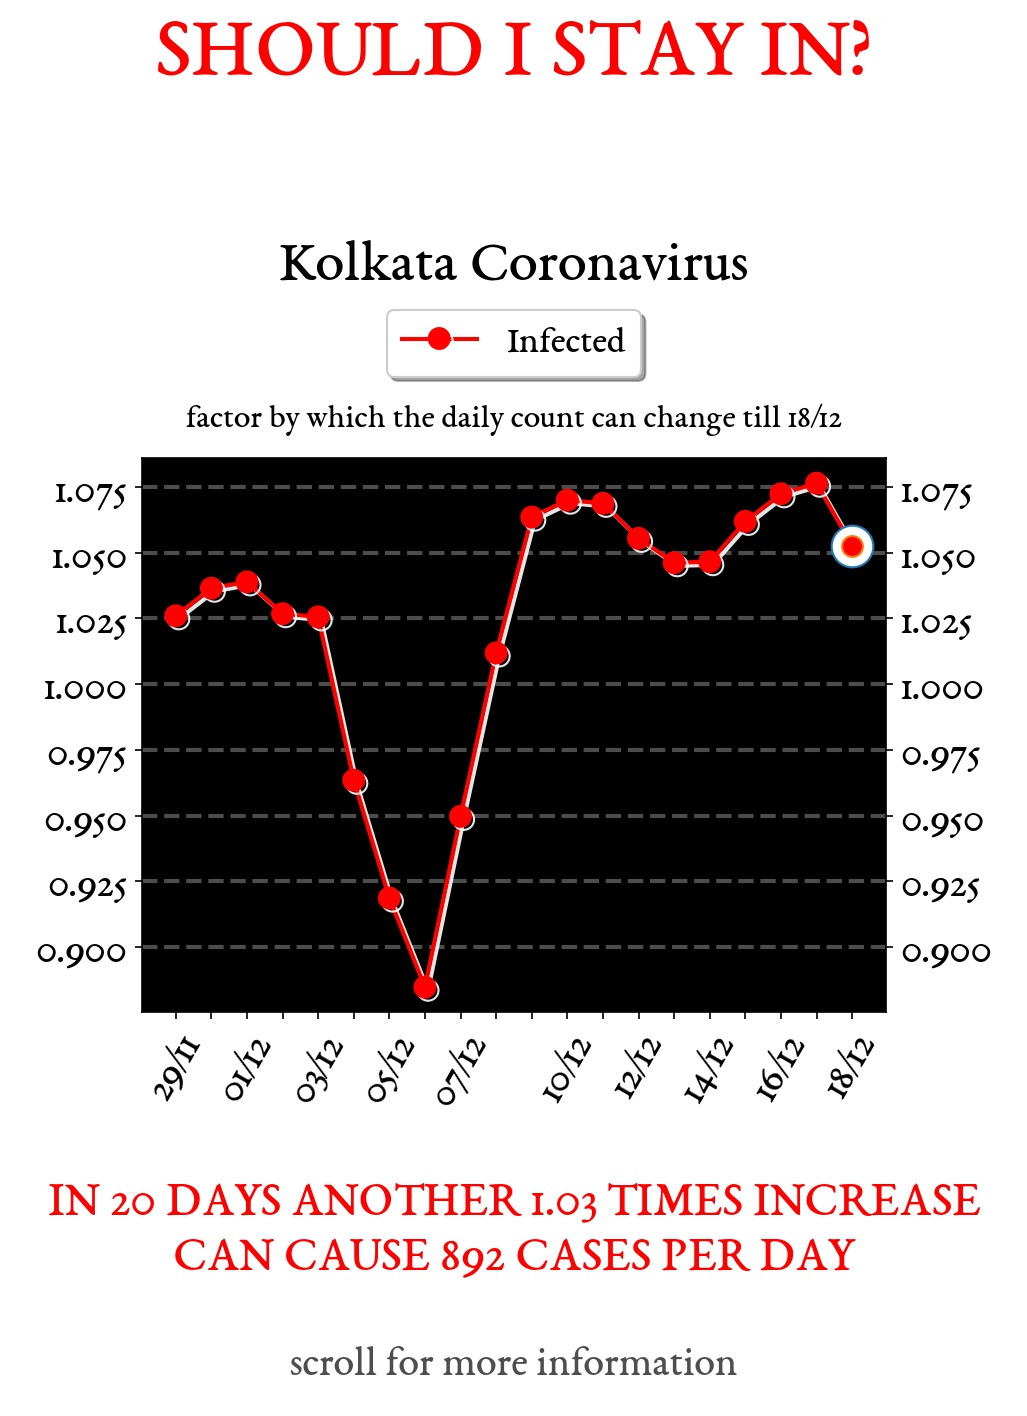 SHOULD I STAY IN?
Kolkata Coronavirus
Infected
factor by which the daily count can change till 18/12
1.075 1.075
1.050 1.050
1.025 1.025
1.000 1.000
0.975 0.975
0.950 0.950
0.925 0.925
0.900 0.900
29/11 01/12 03/12 05/12 07/12 10/12 12/12 14/12 16/12 18/12
IN 20 DAYS ANOTHER 1.03 TIMES INCREASE
CAN CAUSE 892 CASES PER DAY
scroll for more information